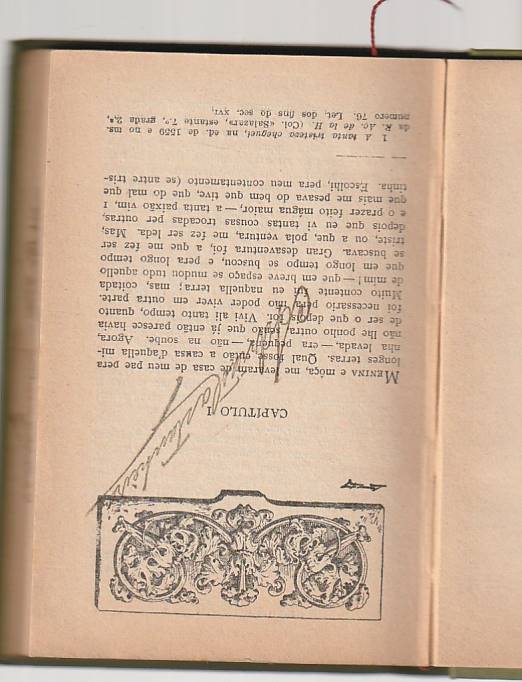 CAPITULO I
MENINA e môça, me levaram de casa de meu pae pera
longes terras. Qual fosse então a causa d'aquella mi-
nha levada, — era pequena, — não na soube. Agora,
não lhe ponho outra, senão que já então parece havia
de ser o que depois foi. Vivi ali tanto tempo, quanto
foi necessario pera não poder viver em outra parte.
Muito contente fui eu naquella terra; mas, coitada
de mim! — que em breve espaço se mudou tudo aquello
que em longo tempo se buscou, e pera longo tempo
se buscava. Gran desaventura foi, a que me fez ser
triste, ou a que, pola ventura, me fêz ser leda. Mas,
depois que eu vi tantas cousas trocadas por outras,
e o prazer feito mágua maior, — a tanta paixão vim, 1
que mais me pesava do bem que tive, que do mal que
tinha. Escolhi, pera meu contentamento (se antre tris-
1 A tanta tristeza cheguei, na ed. de 1559 e no ms.
da R. Ac. de la H. (Col. «Salazar», estante, 7.º, grada 2,ª,
numero 76. Let. dos fins do sec. XVI,